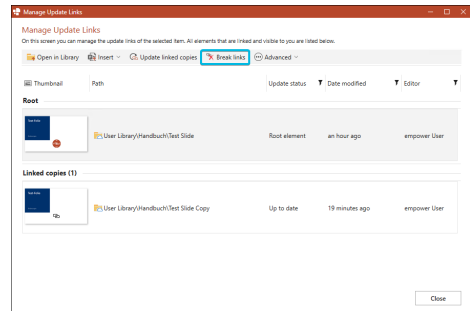 Manage Update Links
Manage Update Links
On this screen you can manage the update links of the selected item. All elements that are linked and visible to you are listed below.
Open in Library Insert Update linked copies Break links Advanced
Thumbnail Path Update status Date modified Editor
Root
Test Folie
User Library\Handbuch\Test Slide Root element an hour ago empower User
Linked copies (1)
Test Folie
User Library\Handbuch\Test Slide Copy Up to date 19 minutes ago empower User
Close